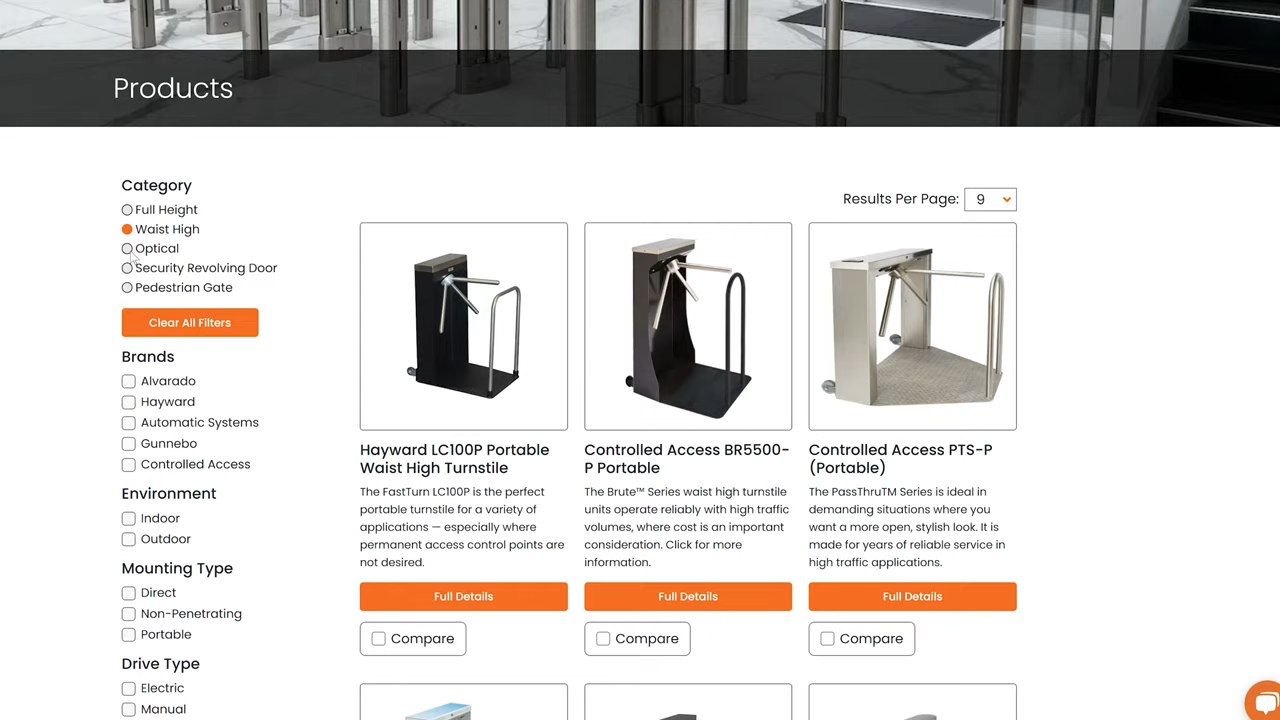 Products
Category
Full Height
Waist High
Optical
Security Revolving Door
Pedestrian Gate
Clear All Filters
Brands
Alvarado
Hayward
Automatic Systems
Gunnebo
Controlled Access
Environment
Indoor
Outdoor
Mounting Type
Direct
Non-Penetrating
Portable
Drive Type
Electric
Manual
Results Per Page: 9
Hayward LC100P Portable
Waist High Turnstile
The FastTurn LC100P is the perfect
portable turnstile for a variety of
applications — especially where
permanent access control points are
not desired.
Full Details
Compare
Controlled Access BR5500-
P Portable
The Brute™ Series waist high turnstile
units operate reliably with high traffic
volumes, where cost is an important
consideration. Click for more
information.
Full Details
Compare
Controlled Access PTS-P
(Portable)
The PassThruTM Series is ideal in
demanding situations where you
want a more open, stylish look. It is
made for years of reliable service in
high traffic applications.
Full Details
Compare